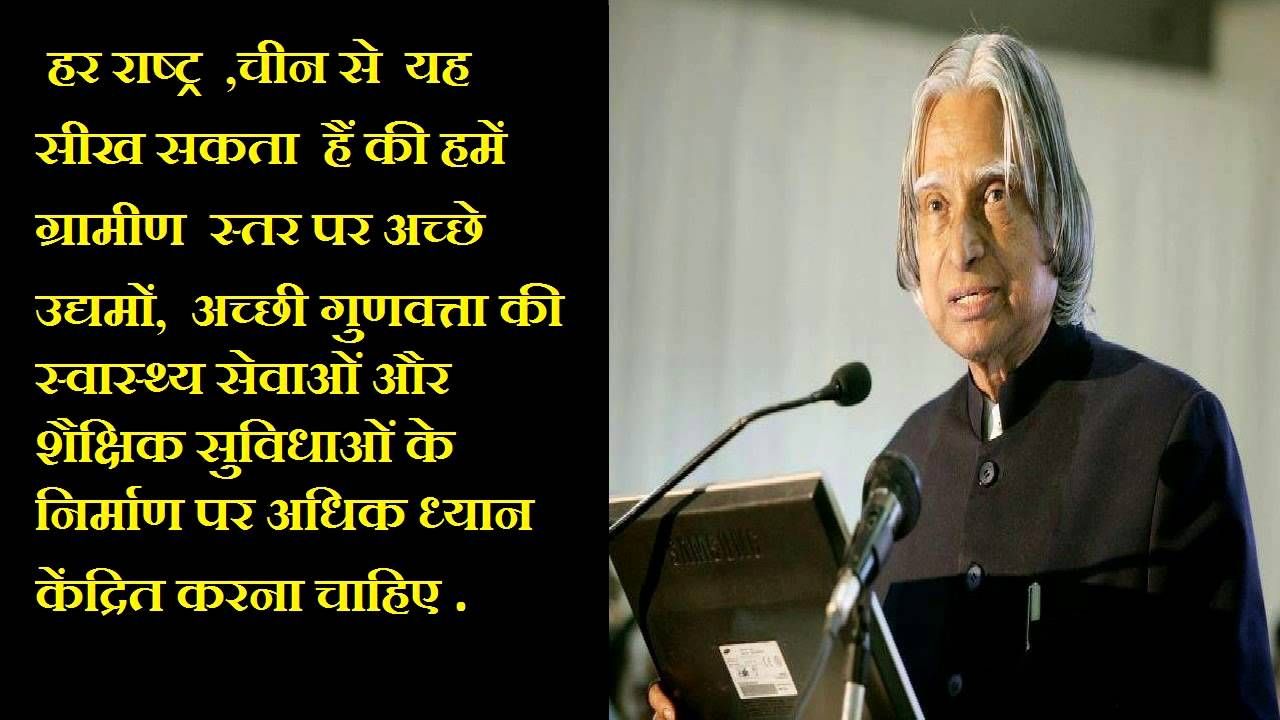 हर राष्ट्र ,चीन से यह
सीख सकता हैं की हमें
ग्रामीण स्तर पर अच्छे
उद्यमों, अच्छी गुणवत्ता की
स्वास्थ्य सेवाओं और
शैक्षिक सुविधाओं के
निर्माण पर अधिक ध्यान
केंद्रित करना चाहिए .